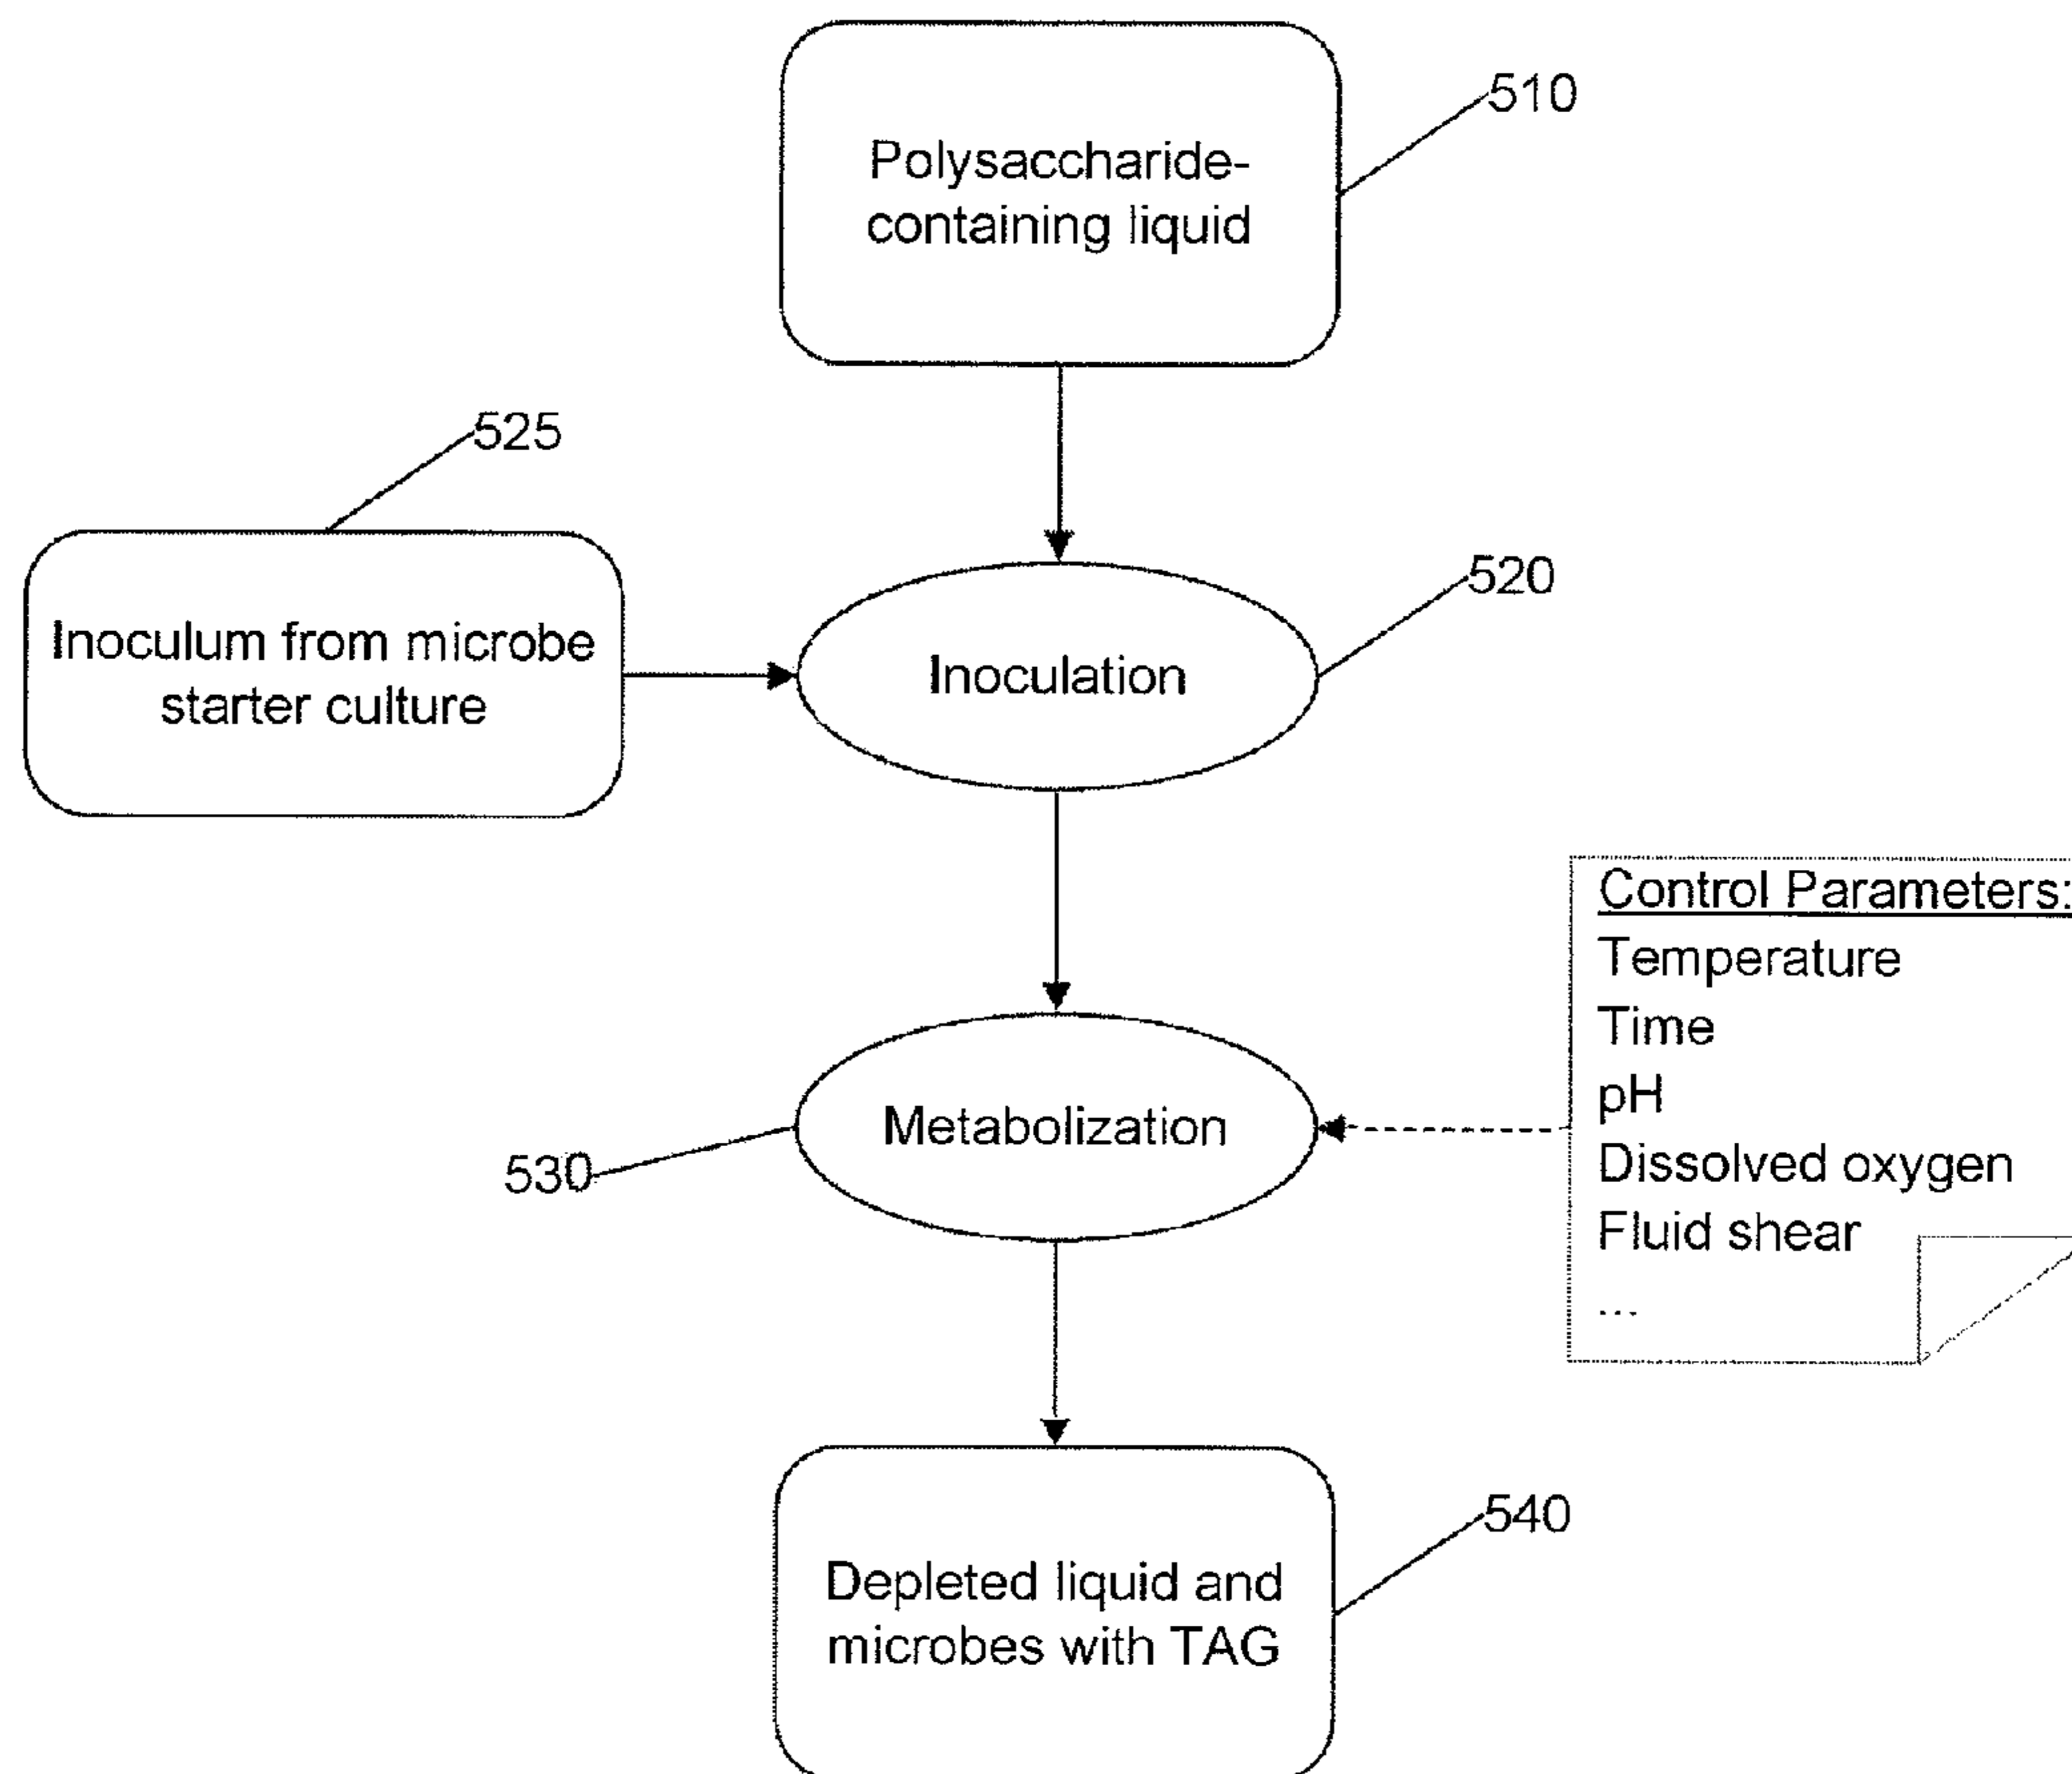 Polysaccharide-
containing liquid
510
525
Inoculum from microbe
starter culture
Inoculation
520
Metabolization
530
Control Parameters:
Temperature
Time
pH
Dissolved oxygen
Fluid shear
...
Depleted liquid and
microbes with TAG
540